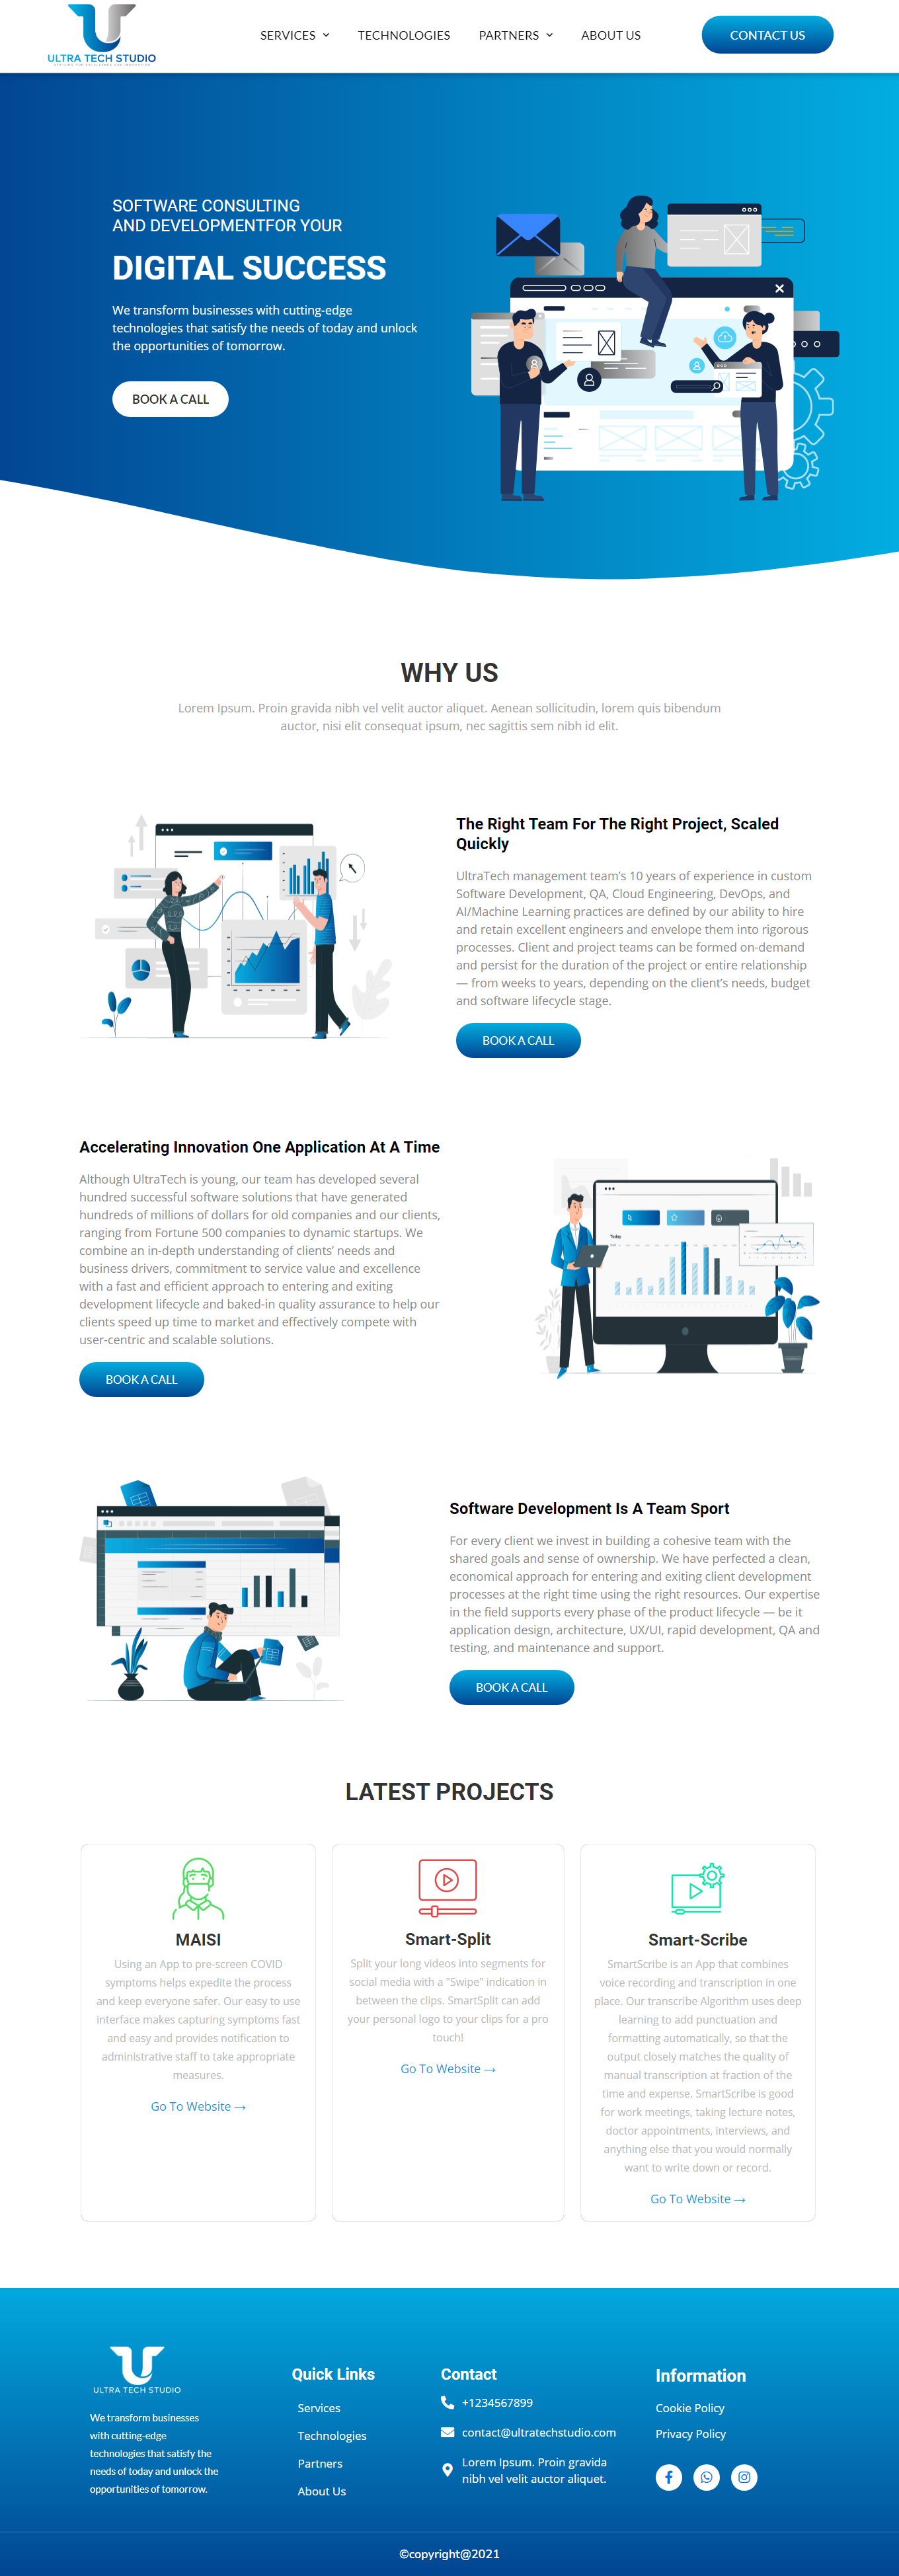 ULTRA TECH STUDIO
SERVICES
TECHNOLOGIES
PARTNERS
ABOUT US
CONTACT US
SOFTWARE CONSULTING
AND DEVELOPMENTFOR YOUR
DIGITAL SUCCESS
We transform businesses with cutting-edge
technologies that satisfy the needs of today and unlock
the opportunities of tomorrow.
BOOK A CALL
WHY US
Lorem Ipsum. Proin gravida nibh vel velit auctor aliquet. Aenean sollicitudin, lorem quis bibendum
auctor, nisi elit consequat ipsum, nec sagittis sem nibh id elit.
The Right Team For The Right Project, Scaled
Quickly
UltraTech management team's 10 years of experience in custom
Software Development, QA, Cloud Engineering, DevOps, and
AI/Machine Learning practices are defined by our ability to hire
and retain excellent engineers and envelope them into rigorous
processes. Client and project teams can be formed on-demand
and persist for the duration of the project or entire relationship
— from weeks to years, depending on the client's needs, budget
and software lifecycle stage.
BOOK A CALL
Accelerating Innovation One Application At A Time
Although UltraTech is young, our team has developed several
hundred successful software solutions that have generated
hundreds of millions of dollars for old companies and our clients,
ranging from Fortune 500 companies to dynamic startups. We
combine an in-depth understanding of clients' needs and
business drivers, commitment to service value and excellence
with a fast and efficient approach to entering and exiting
development lifecycle and baked-in quality assurance to help our
clients speed up time to market and effectively compete with
user-centric and scalable solutions.
BOOK A CALL
Today
Software Development Is A Team Sport
For every client we invest in building a cohesive team with the
shared goals and sense of ownership. We have perfected a clean,
economical approach for entering and exiting client development
processes at the right time using the right resources. Our expertise
in the field supports every phase of the product lifecycle — be it
application design, architecture, UX/UI, rapid development, QA and
testing, and maintenance and support.
BOOK A CALL
LATEST PROJECTS
MAISI
Using an App to pre-screen COVID
symptoms helps expedite the process
and keep everyone safer. Our easy to use
interface makes capturing symptoms fast
and easy and provides notification to
administrative staff to take appropriate
measures.
Go To Website →
Smart-Split
Split your long videos into segments for
social media with a "Swipe" indication in
between the clips. SmartSplit can add
your personal logo to your clips for a pro
touch!
Go To Website →
Smart-Scribe
SmartScribe is an App that combines
voice recording and transcription in one
place. Our transcribe Algorithm uses deep
learning to add punctuation and
formatting automatically, so that the
output closely matches the quality of
manual transcription at fraction of the
time and expense. SmartScribe is good
for work meetings, taking lecture notes,
doctor appointments, interviews, and
anything else that you would normally
want to write down or record.
Go To Website →
ULTRA TECH STUDIO
We transform businesses
with cutting-edge
technologies that satisfy the
needs of today and unlock the
opportunities of tomorrow.
Quick Links
Services
Technologies
Partners
About Us
Contact
+1234567899
contact@ultratechstudio.com
Lorem Ipsum. Proin gravida
nibh vel velit auctor aliquet.
Information
Cookie Policy
Privacy Policy
©copyright@2021